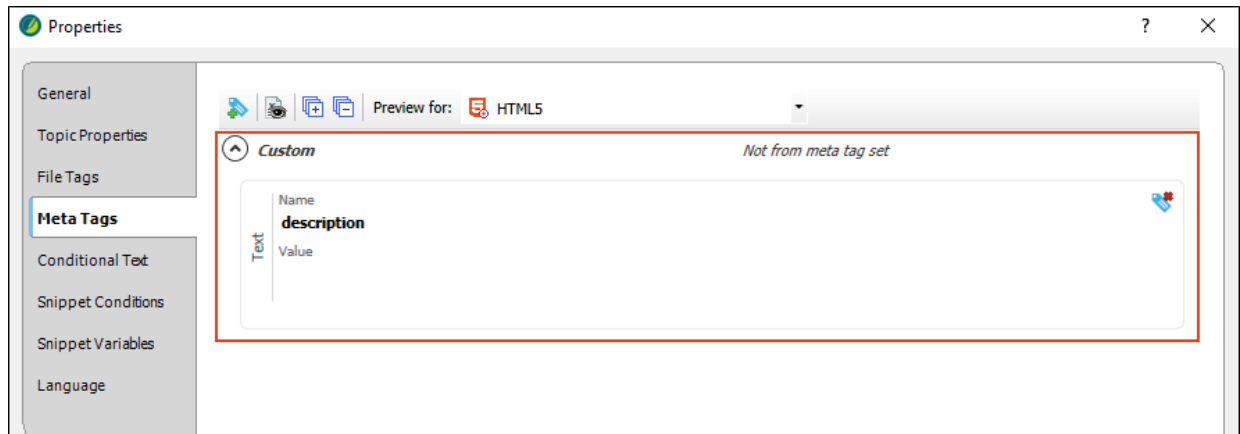 Properties
?
General
Topic Properties
File Tags
Meta Tags
Conditional Text
Snippet Conditions
Snippet Variables
Language
Preview for: HTML5
Custom Not from meta tag set
Text
Name
description
Value